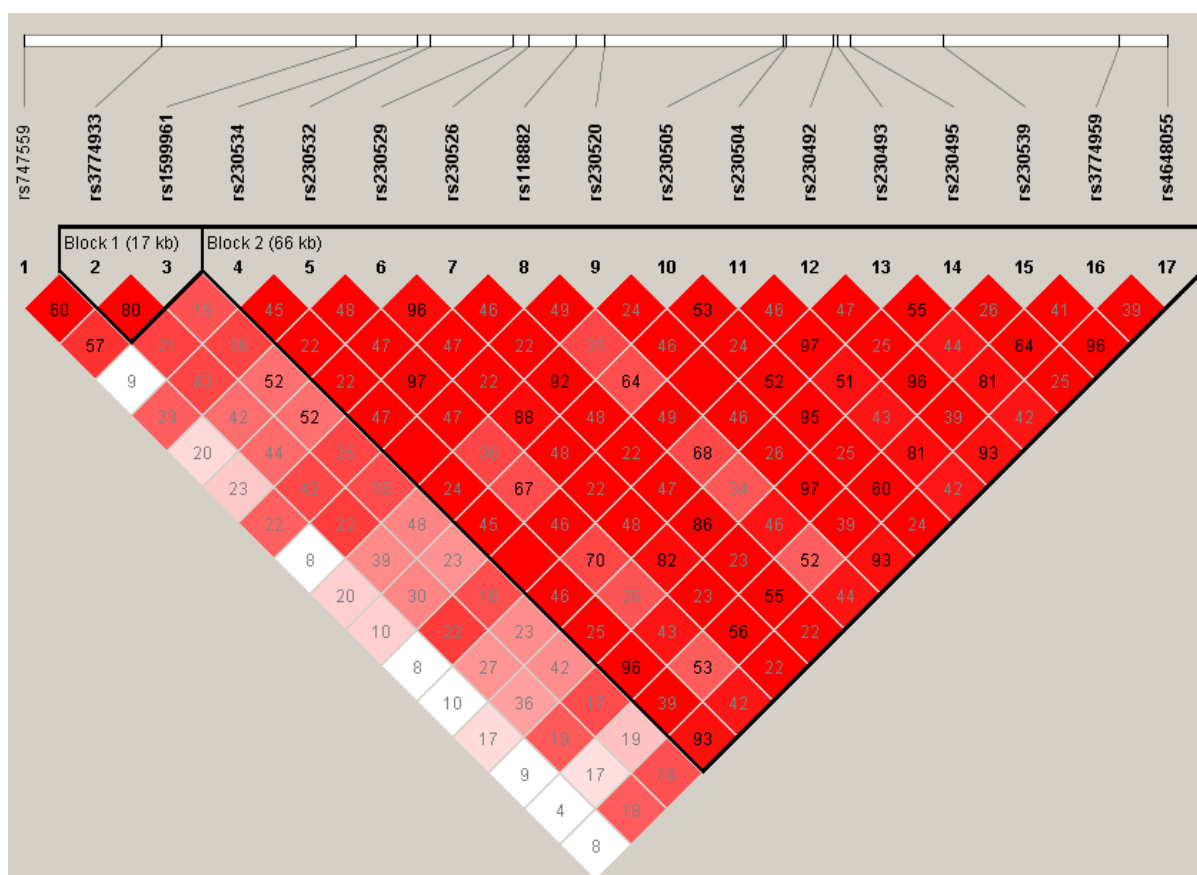 rs747559
rs3774933
rs1599961
rs230534
rs230532
rs230529
rs230526
rs118882
rs230520
rs230505
rs230504
rs230492
rs230493
rs230495
rs230539
rs3774959
rs4648055
Block 1 (17 kb) Block 2 (66 kb)
1 2 3 4 5 6 7 8 9 10 11 12 13 14 15 16 17
60 80 15 45 48 96 46 49 24 53 46 47 55 26 41 39
57 21 36 22 47 47 22 35 46 24 97 25 44 64 96
9 43 52 22 97 22 92 64 52 51 96 81 25
23 42 52 47 47 88 48 49 46 95 43 39 42
20 44 35 36 48 22 68 26 25 81 93
23 42 16 24 67 22 47 34 97 60 42
22 22 48 45 46 48 86 46 39 24
8 39 23 70 82 23 52 93
20 30 16 46 36 23 55 44
10 22 23 25 43 56 22
8 27 42 96 53 22
10 36 17 39 42
17 19 19 93
9 17 16
4 18
8